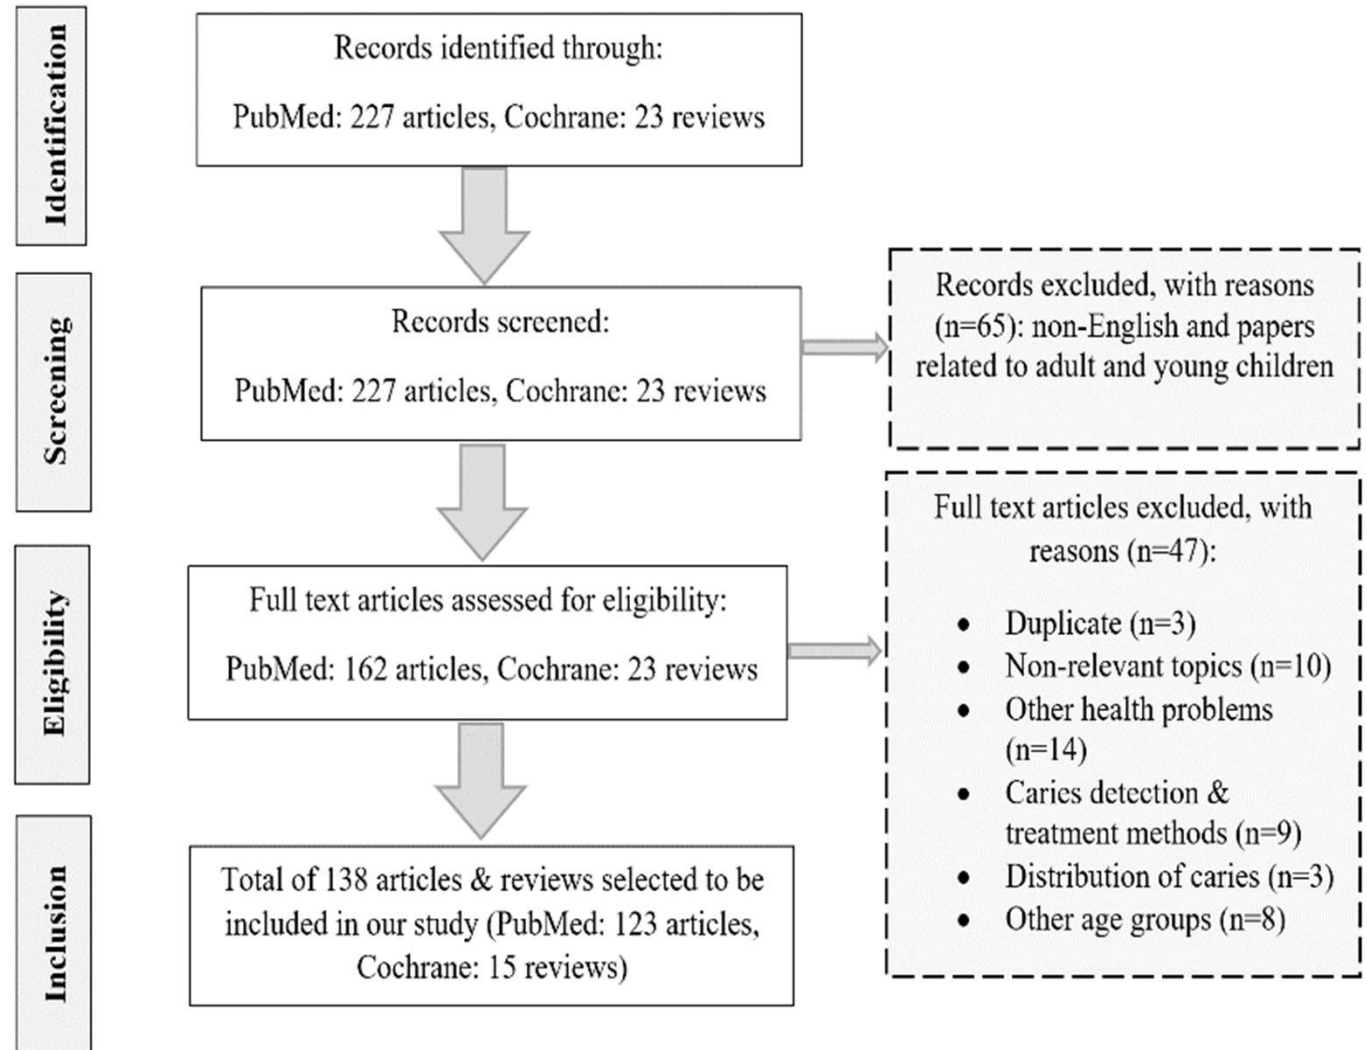 Identification
Records identified through:
PubMed: 227 articles, Cochrane: 23 reviews
Screening
Records screened:
PubMed: 227 articles, Cochrane: 23 reviews
Records excluded, with reasons
(n=65): non-English and papers
related to adult and young children
Eligibility
Full text articles assessed for eligibility:
PubMed: 162 articles, Cochrane: 23 reviews
Full text articles excluded, with
reasons (n=47):
• Duplicate (n=3)
• Non-relevant topics (n=10)
• Other health problems
(n=14)
• Caries detection &
treatment methods (n=9)
• Distribution of caries (n=3)
• Other age groups (n=8)
Inclusion
Total of 138 articles & reviews selected to be
included in our study (PubMed: 123 articles,
Cochrane: 15 reviews)